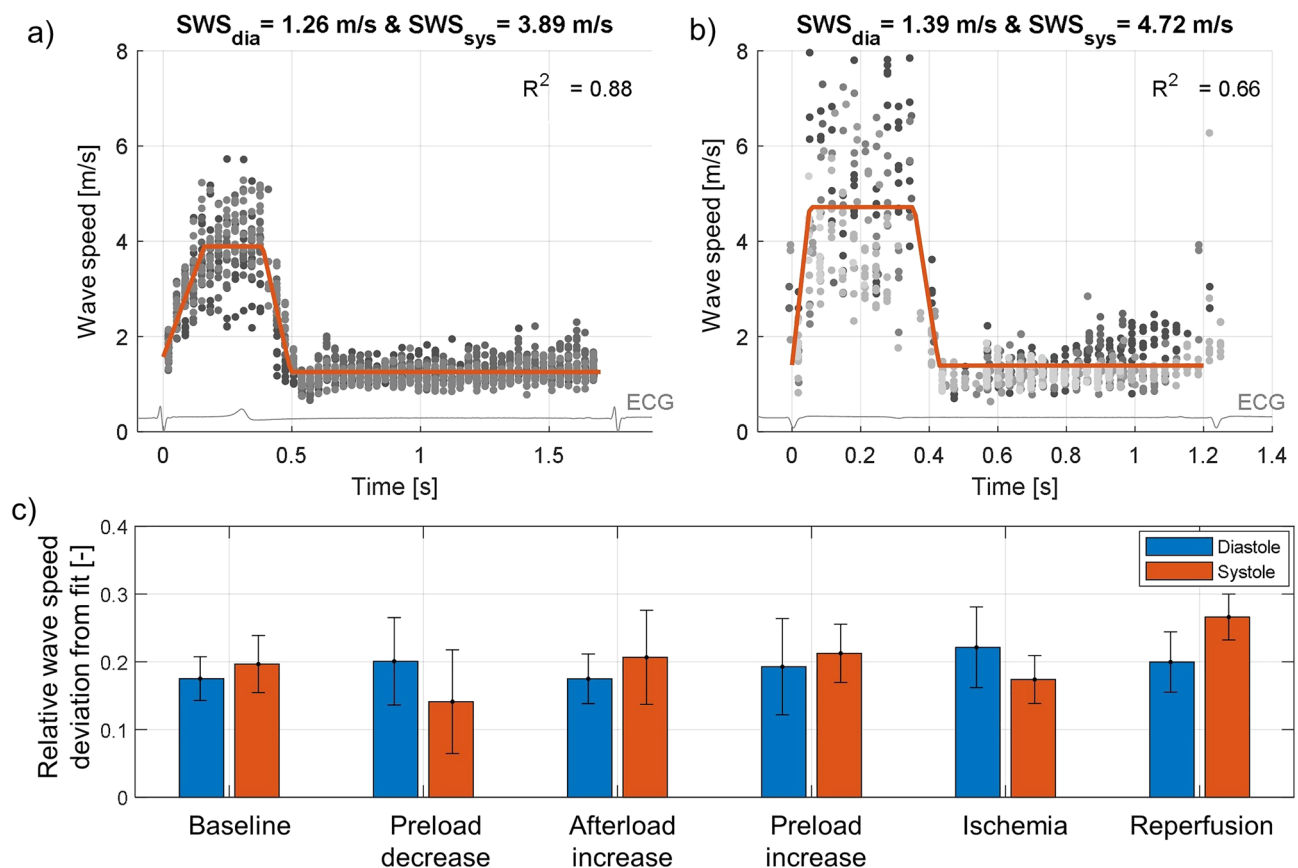 a)
SWS_dia = 1.26 m/s & SWS_sys = 3.89 m/s
R² = 0.88
Wave speed [m/s]
8
6
4
2
0
ECG
0 0.5 1 1.5
Time [s]
b)
SWS_dia = 1.39 m/s & SWS_sys = 4.72 m/s
R² = 0.66
Wave speed [m/s]
8
6
4
2
0
ECG
0 0.2 0.4 0.6 0.8 1 1.2 1.4
Time [s]
c)
Relative wave speed
deviation from fit [-]
0.4
0.3
0.2
0.1
0
Diastole
Systole
Baseline
Preload
decrease
Afterload
increase
Preload
increase
Ischemia
Reperfusion